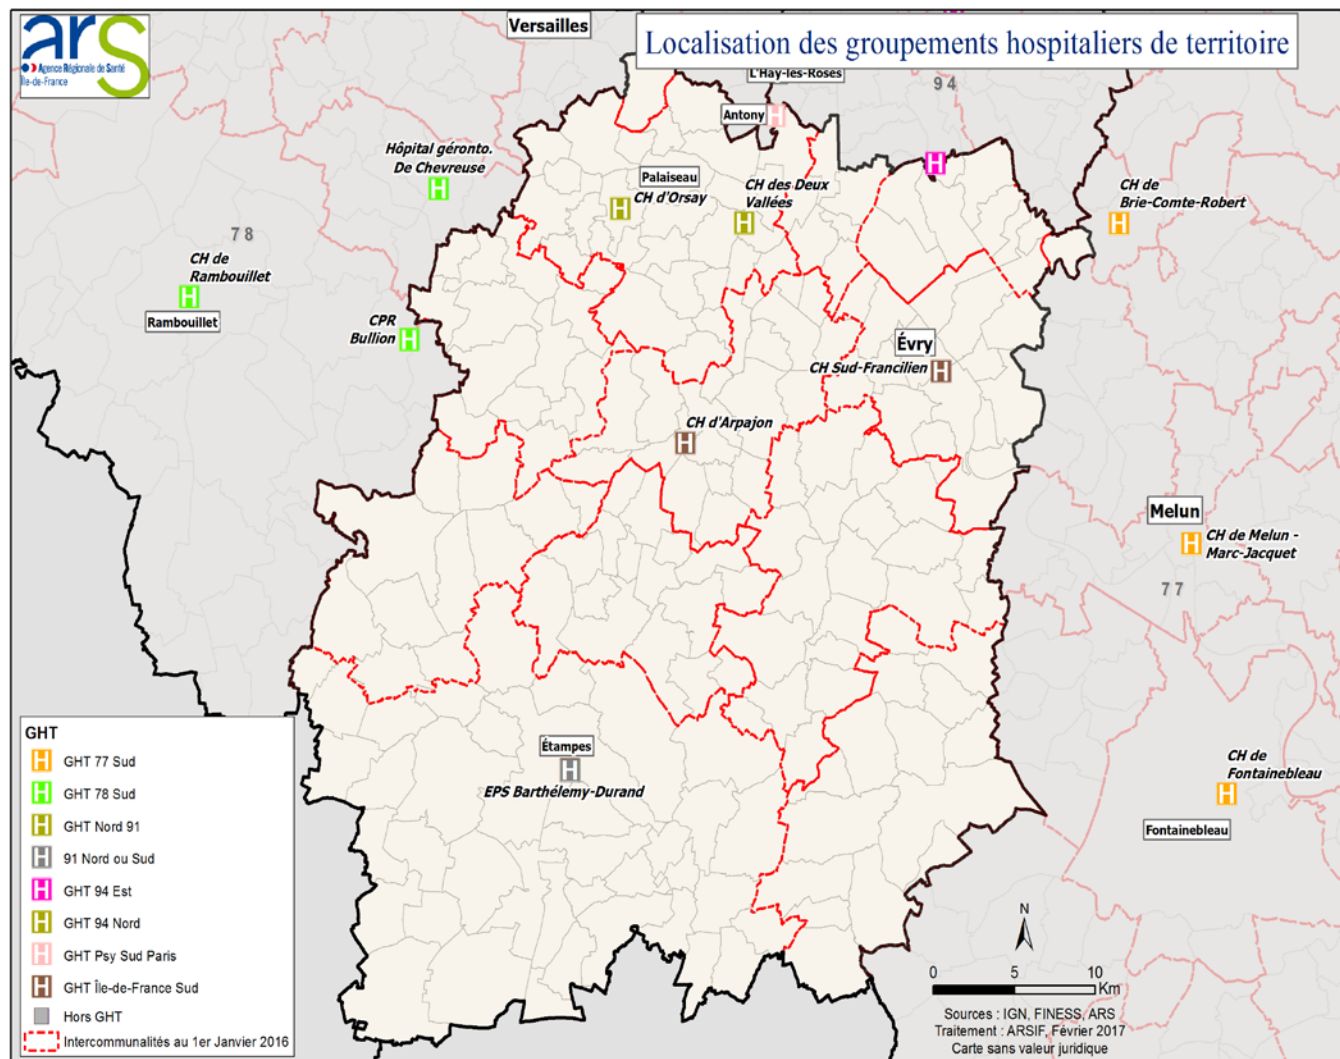 ars
Agence Régionale de Santé
Île-de-France
Versailles
Localisation des groupements hospitaliers de territoire
L'Hay-les-Roses
94
Antony
Hôpital géronto.
De Chevreuse
Palaiseau
CH d'Orsay
CH des Deux
Vallées
CH de
Brie-Comte-Robert
78
CH de
Rambouillet
Rambouillet
CPR
Bullion
Évry
CH Sud-Francilien
CH d'Arpajon
Melun
CH de Melun -
Marc-Jacquet
77
Étampes
EPS Barthélemy-Durand
CH de
Fontainebleau
Fontainebleau
GHT
GHT 77 Sud
GHT 78 Sud
GHT Nord 91
91 Nord ou Sud
GHT 94 Est
GHT 94 Nord
GHT Psy Sud Paris
GHT Île-de-France Sud
Hors GHT
Intercommunalités au 1er Janvier 2016
N
0 5 10
Km
Sources : IGN, FINESS, ARS
Traitement : ARSIF, Février 2017
Carte sans valeur juridique